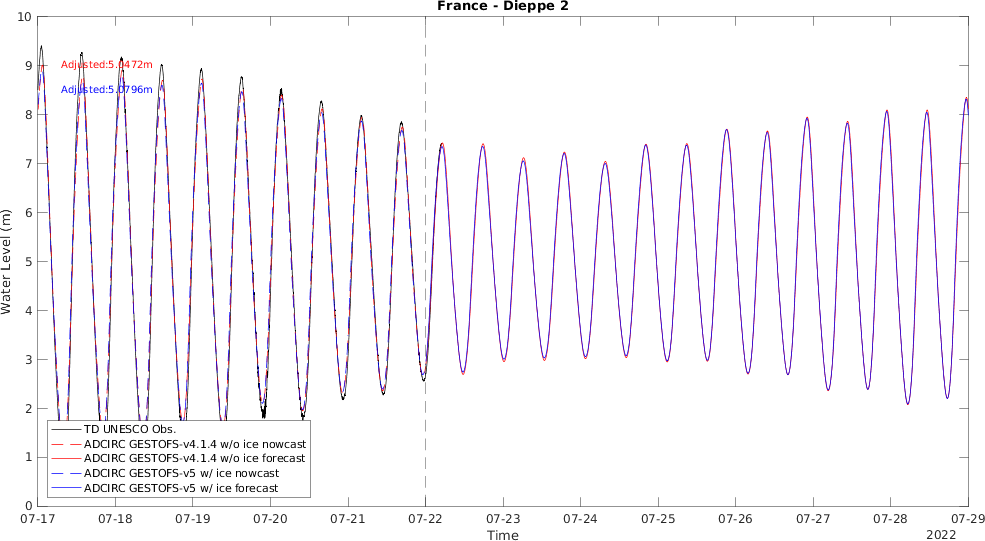 France - Dieppe 2
10
9
8
7
6
5
4
3
2
1
0
Water Level (m)
Adjusted:5.0472m
Adjusted:5.0796m
TD UNESCO Obs.
ADCIRC GESTOFS-v4.1.4 w/o ice nowcast
ADCIRC GESTOFS-v4.1.4 w/o ice forecast
ADCIRC GESTOFS-v5 w/ ice nowcast
ADCIRC GESTOFS-v5 w/ ice forecast
07-17 07-18 07-19 07-20 07-21 07-22 07-23 07-24 07-25 07-26 07-27 07-28 07-29
Time
2022